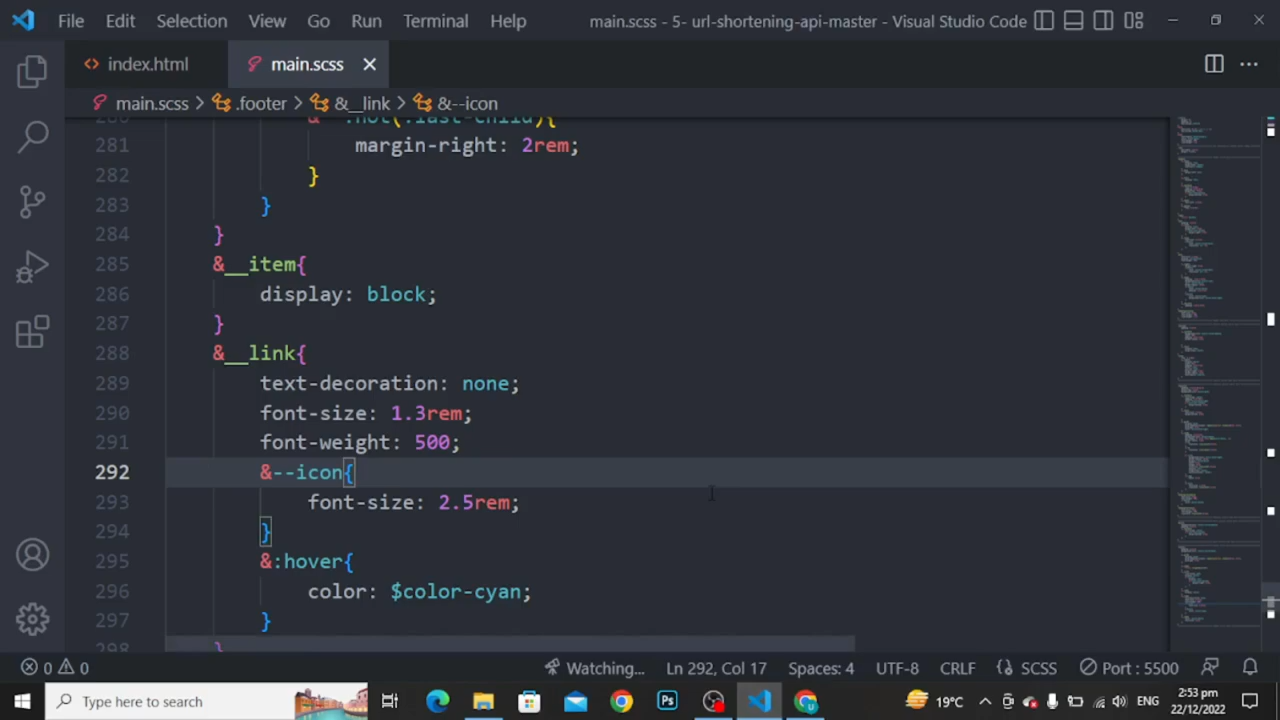 File Edit Selection View Go Run Terminal Help main.scss - 5- url-shortening-api-master - Visual Studio Code
index.html main.scss
main.scss > .footer > &__link > &--icon
281 margin-right: 2rem;
282 }
283 }
284 }
285 &__item{
286 display: block;
287 }
288 &__link{
289 text-decoration: none;
290 font-size: 1.3rem;
291 font-weight: 500;
292 &--icon{
293 font-size: 2.5rem;
294 }
295 &:hover{
296 color: $color-cyan;
297 }
298 }
0 0 Watching... Ln 292, Col 17 Spaces: 4 UTF-8 CRLF SCSS Port : 5500
Type here to search Ps 19°C ENG 2:53 pm
22/12/2022